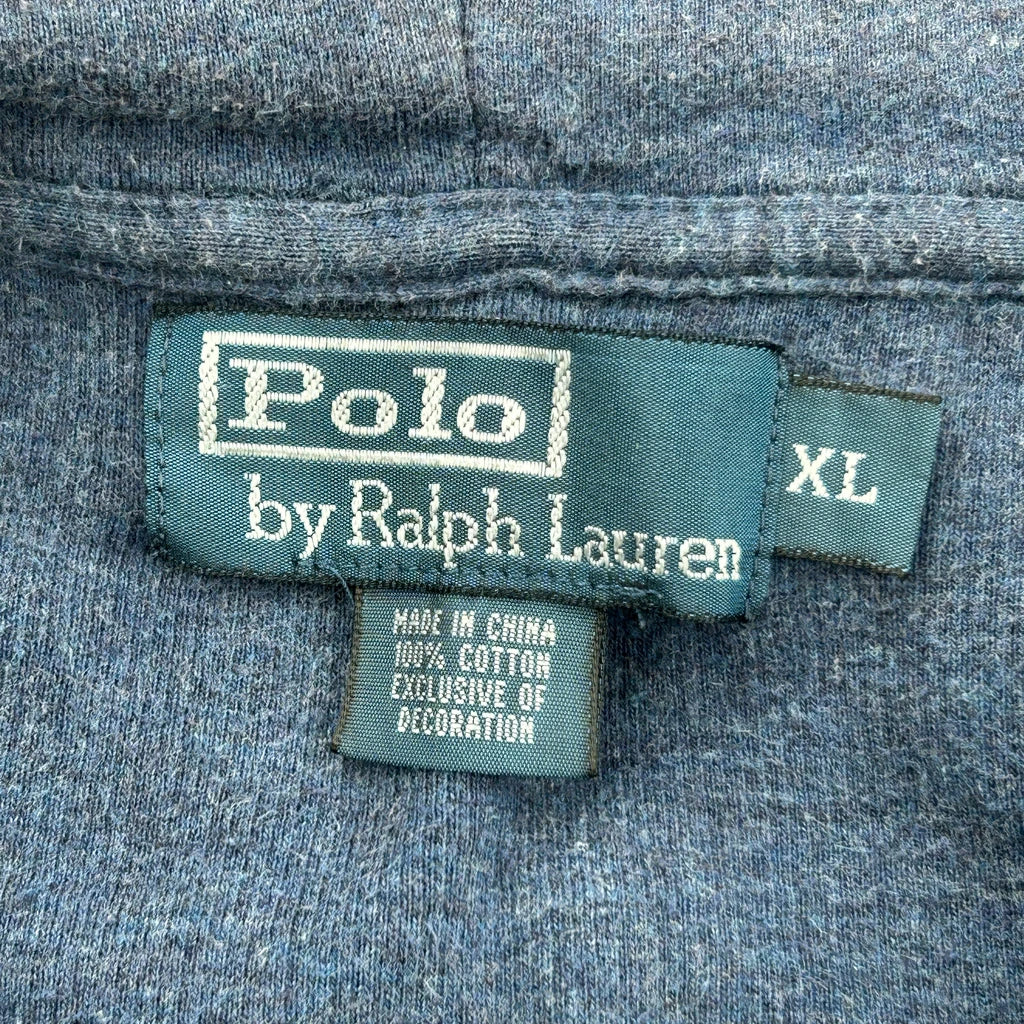 Polo
by Ralph Lauren
XL
MADE IN CHINA
100% COTTON
EXCLUSIVE OF
DECORATION